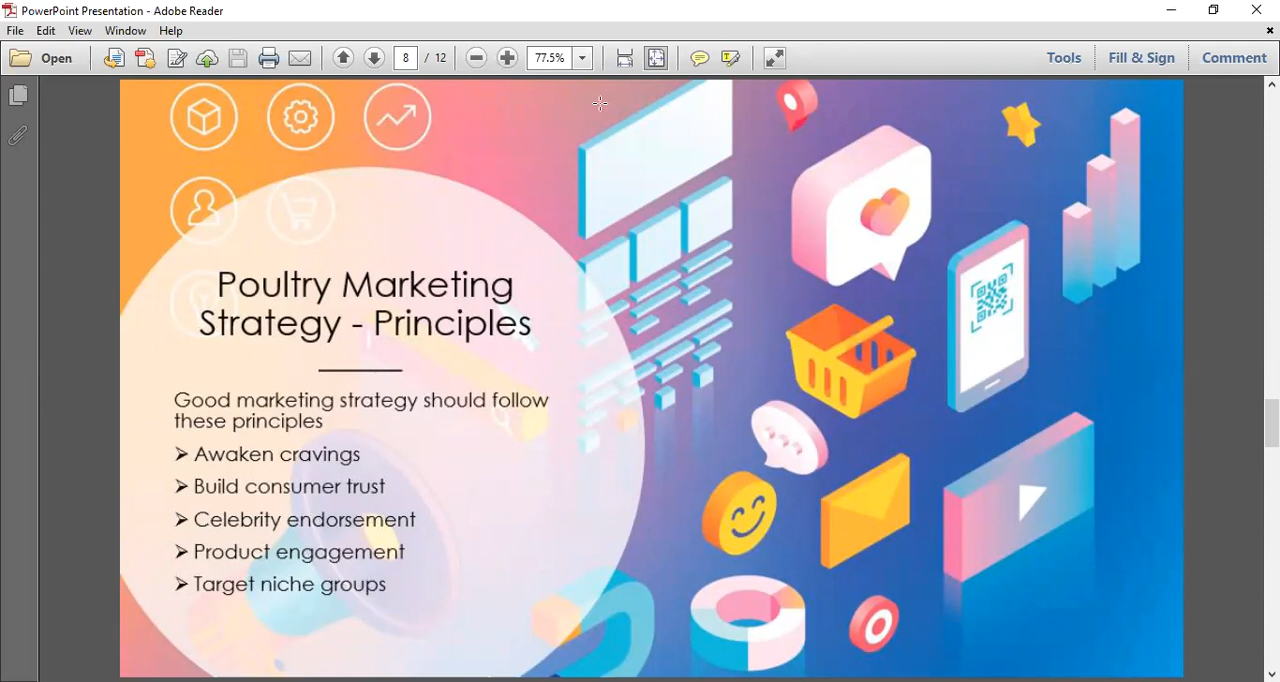 PowerPoint Presentation - Adobe Reader
File Edit View Window Help
Open 8 / 12 77.5% Tools Fill & Sign Comment
Poultry Marketing
Strategy - Principles
Good marketing strategy should follow
these principles
➢ Awaken cravings
➢ Build consumer trust
➢ Celebrity endorsement
➢ Product engagement
➢ Target niche groups